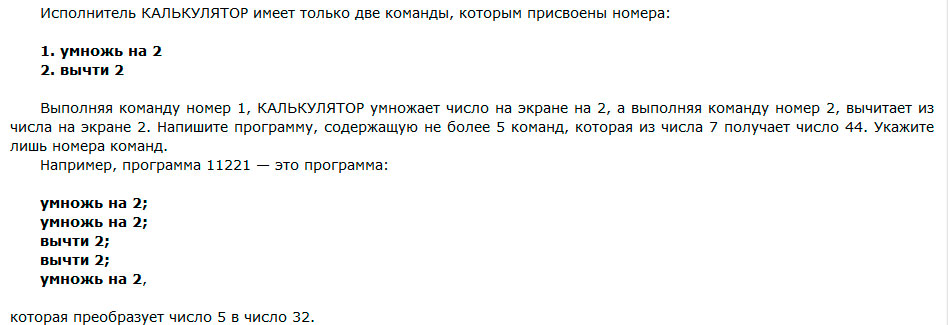 Исполнитель КАЛЬКУЛЯТОР имеет только две команды, которым присвоены номера:
1. умножь на 2
2. вычти 2
Выполняя команду номер 1, КАЛЬКУЛЯТОР умножает число на экране на 2, а выполняя команду номер 2, вычитает из
числа на экране 2. Напишите программу, содержащую не более 5 команд, которая из числа 7 получает число 44. Укажите
лишь номера команд.
Например, программа 11221 — это программа:
умножь на 2;
умножь на 2;
вычти 2;
вычти 2;
умножь на 2,
которая преобразует число 5 в число 32.